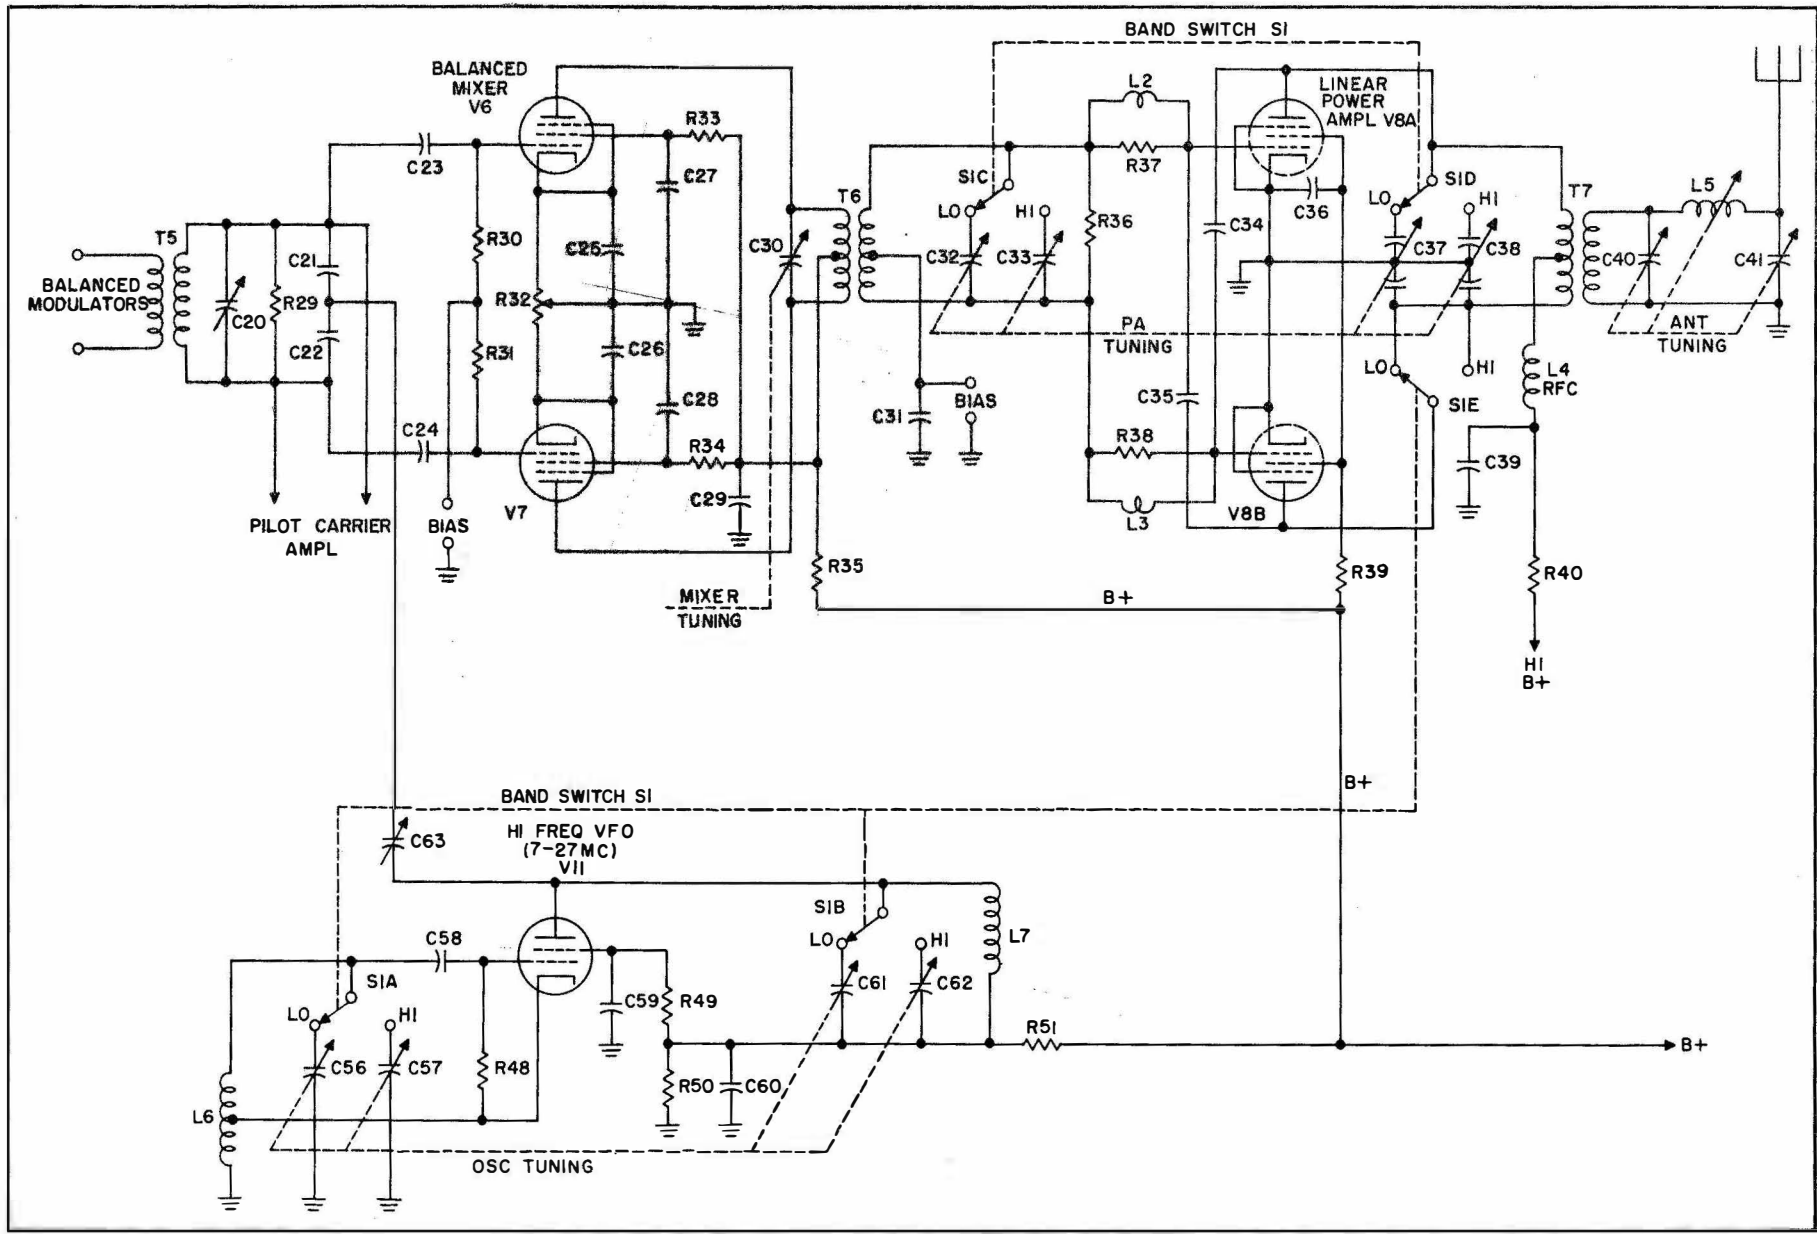 BAND SWITCH S1
BALANCED
MIXER
V6
L2
LINEAR
POWER
AMPL V8A
R33
C23
R37
C27
S1C
S1D
T6
T7
L5
LO
HI
LO
HI
C36
T5
R30
C25
C30
R36
C34
C37
C38
C21
C32
C33
C40
C41
BALANCED
MODULATORS
R29
R32
C20
C22
R31
C26
PA
TUNING
ANT
TUNING
LO
HI
L4
RFC
C28
C31
BIAS
C35
S1E
C24
R34
R38
C39
C29
V7
L3
V8B
PILOT CARRIER
AMPL
BIAS
R35
R39
R40
MIXER
TUNING
B+
HI
B+
B+
BAND SWITCH S1
C63
HI FREQ VFO
(7-27MC)
V11
S1B
C58
L7
LO
HI
S1A
C59
R49
C61
C62
LO
HI
R51
B+
C56
C57
R48
R50
C60
L6
OSC TUNING